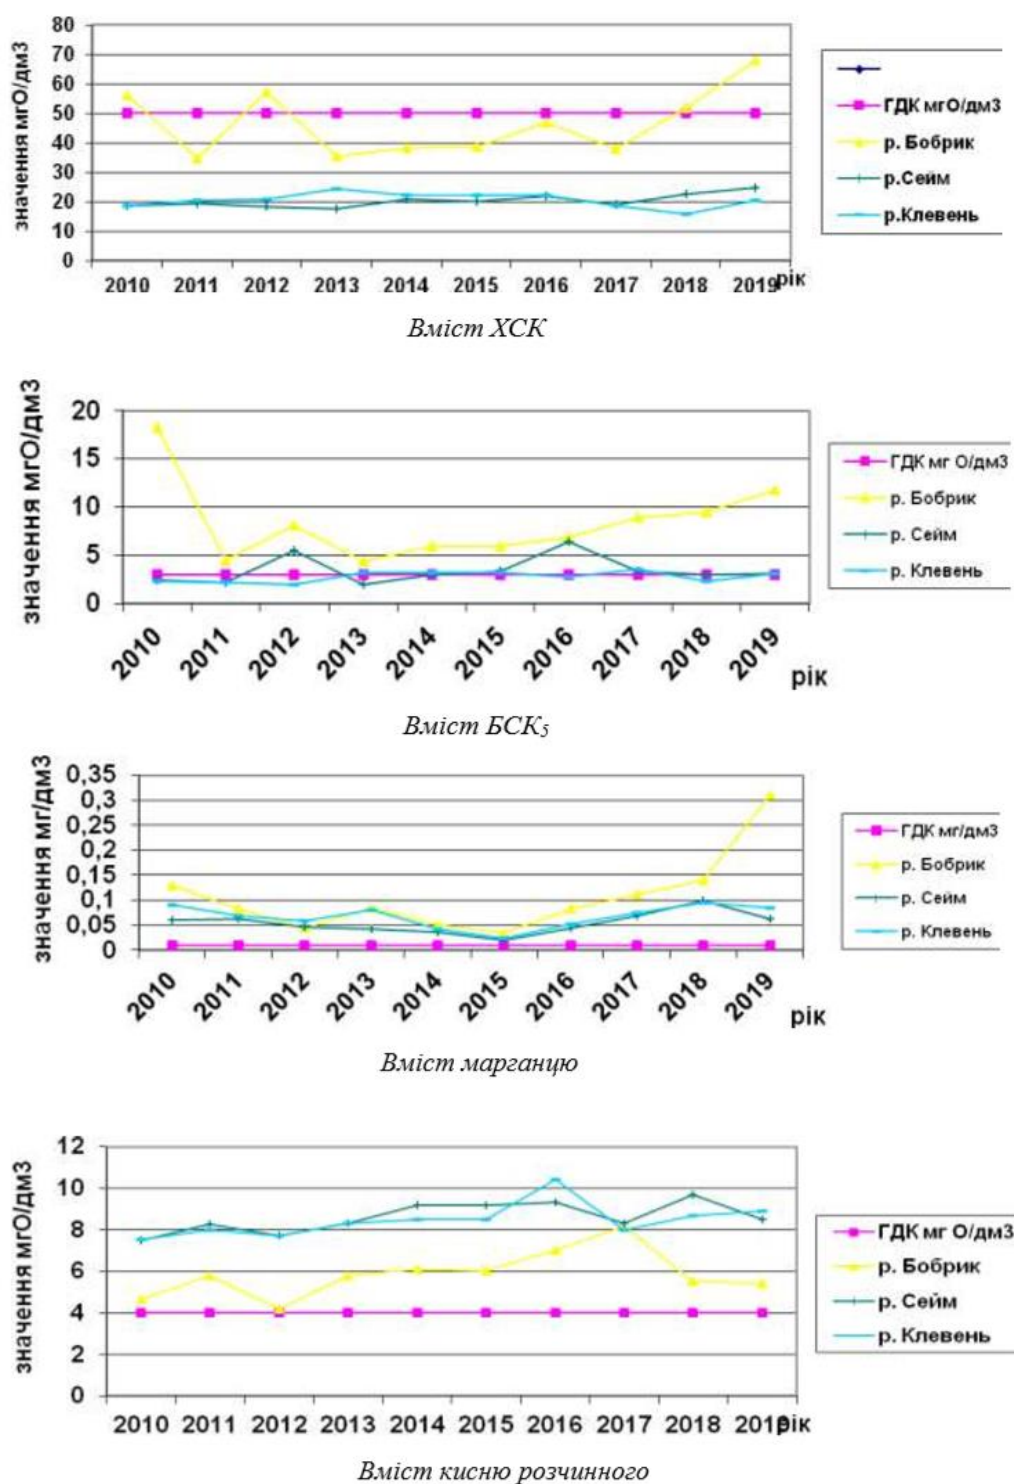 значення мгО/дм3
80
70
60
50
40
30
20
10
0
2010 2011 2012 2013 2014 2015 2016 2017 2018 2019 рік
ГДК мгО/дм3
р. Бобрик
р.Сейм
р.Клевень
Вміст ХСК
значення мгО/дм3
20
15
10
5
0
2010 2011 2012 2013 2014 2015 2016 2017 2018 2019 рік
ГДК мг О/дм3
р. Бобрик
р. Сейм
р. Клевень
Вміст БСК5
значення мг/дм3
0,35
0,3
0,25
0,2
0,15
0,1
0,05
0
2010 2011 2012 2013 2014 2015 2016 2017 2018 2019 рік
ГДК мг/дм3
р. Бобрик
р. Сейм
р. Клевень
Вміст марганцю
значення мгО/дм3
12
10
8
6
4
2
0
2010 2011 2012 2013 2014 2015 2016 2017 2018 2019 рік
ГДК мг О/дм3
р. Бобрик
р. Сейм
р. Клевень
Вміст кисню розчинного